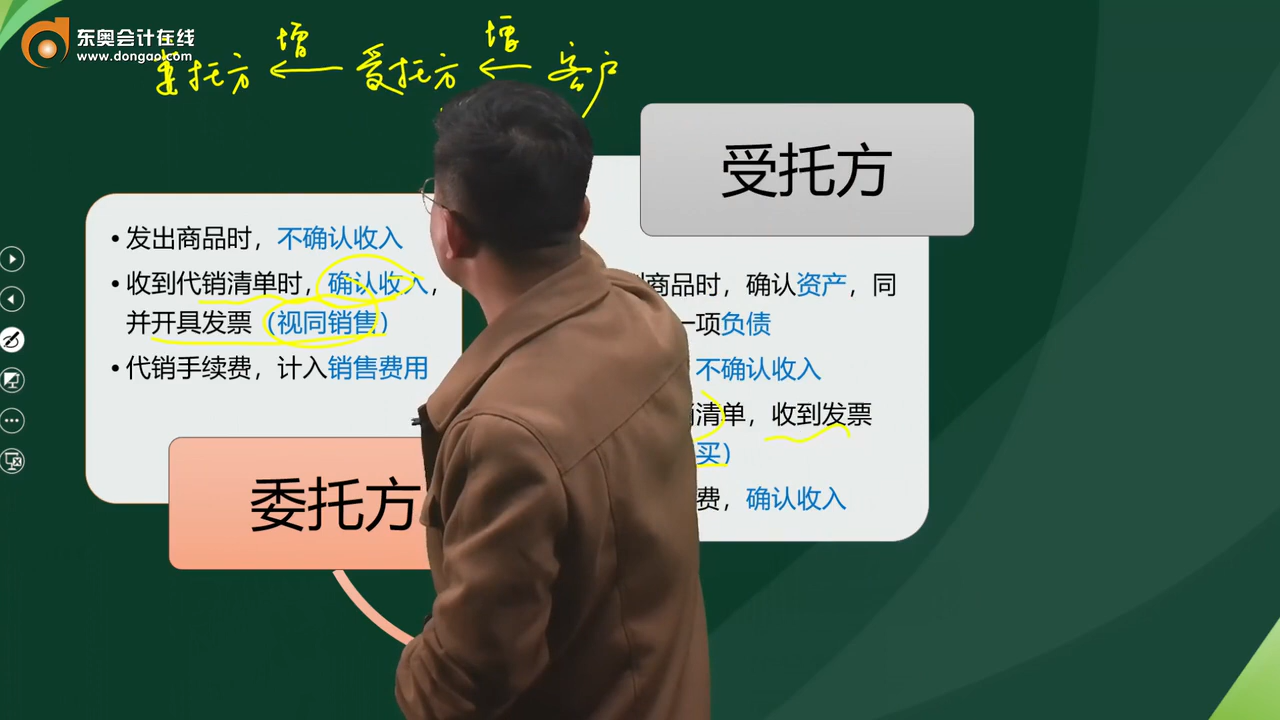 东奥会计在线
www.dongao.com
委托方 ← 增 受托方 ← 增 客户
受托方
• 发出商品时，不确认收入
• 收到代销清单时，确认收入，
并开具发票（视同销售）
• 代销手续费，计入销售费用
委托方
商品时，确认资产，同
一项负债
不确认收入
清单，收到发票
买）
费，确认收入